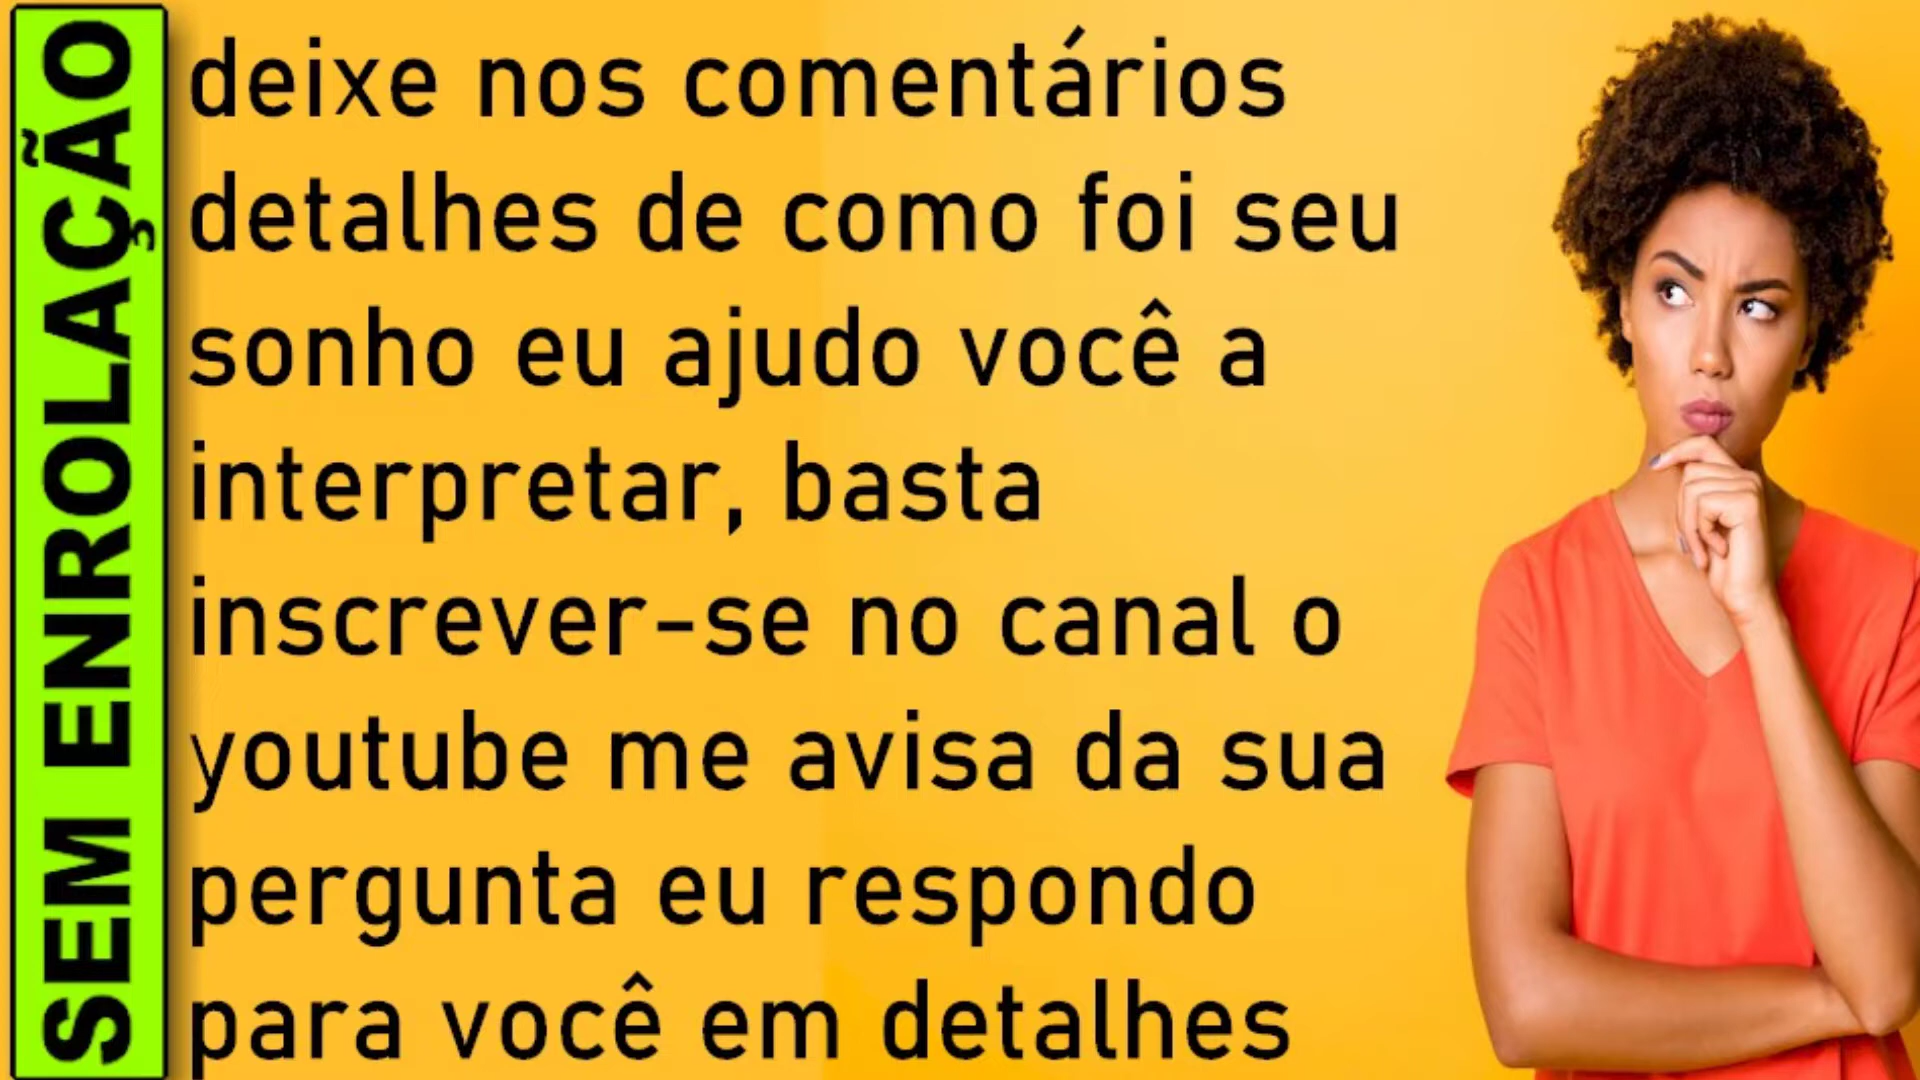 SEM ENROLAÇÃO
deixe nos comentários
detalhes de como foi seu
sonho eu ajudo você a
interpretar, basta
inscrever-se no canal o
youtube me avisa da sua
pergunta eu respondo
para você em detalhes